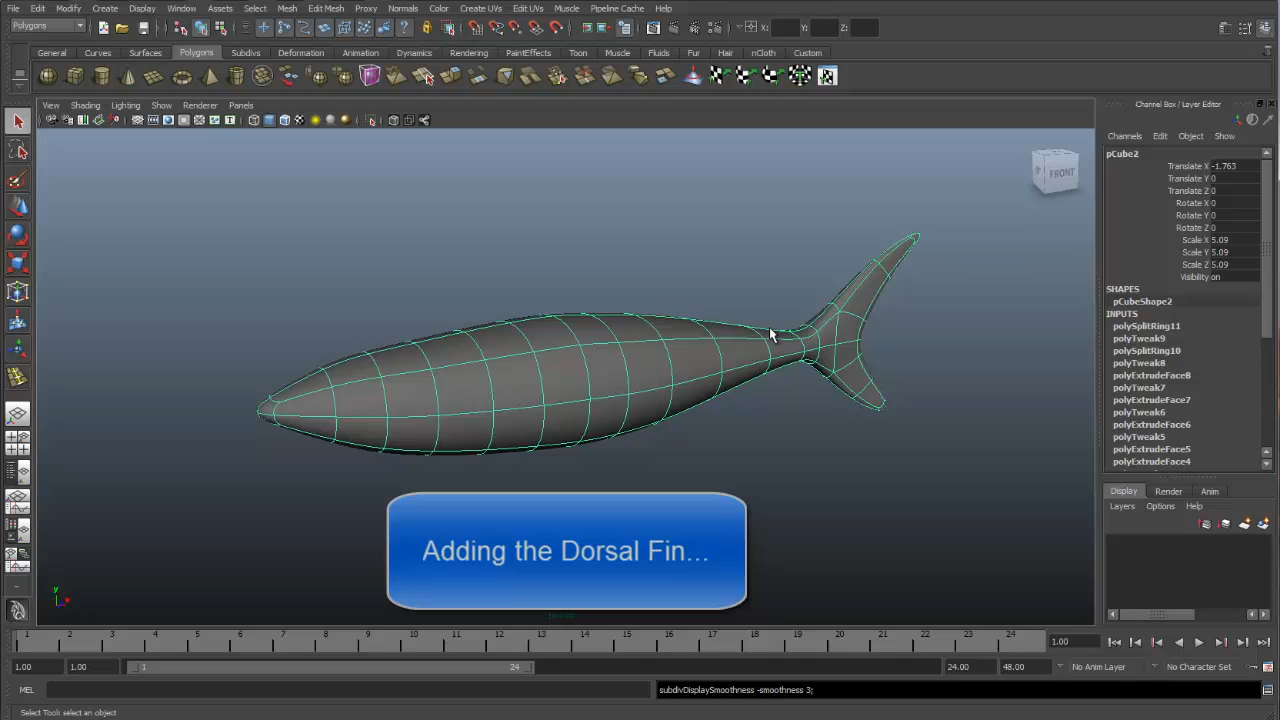 File Edit Modify Create Display Window Assets Select Mesh Edit Mesh Proxy Normals Color Create UVs Edit UVs Muscle Pipeline Cache Help
Polygons X: Y: Z:
General Curves Surfaces Polygons Subdivs Deformation Animation Dynamics Rendering PaintEffects Toon Muscle Fluids Fur Hair nCloth Custom
View Shading Lighting Show Renderer Panels
Channel Box / Layer Editor
Channels Edit Object Show
pCube2
Translate X -1.763
Translate Y 0
Translate Z 0
Rotate X 0
Rotate Y 0
Rotate Z 0
Scale X 5.09
Scale Y 5.09
Scale Z 5.09
Visibility on
SHAPES
pCubeShape2
INPUTS
polySplitRing11
polyTweak9
polySplitRing10
polyTweak8
polyExtrudeFace8
polyTweak7
polyExtrudeFace7
polyTweak6
polyExtrudeFace6
polyTweak5
polyExtrudeFace5
polyTweak4
polyExtrudeFace4
FRONT
Adding the Dorsal Fin...
y
Display Render Anim
Layers Options Help
1 2 3 4 5 6 7 8 9 10 11 12 13 14 15 16 17 18 19 20 21 22 23 24 1.00
1.00 1.00 1 24 24.00 48.00 No Anim Layer No Character Set
MEL subdivDisplaySmoothness -smoothness 3;
Select Tool: select an object